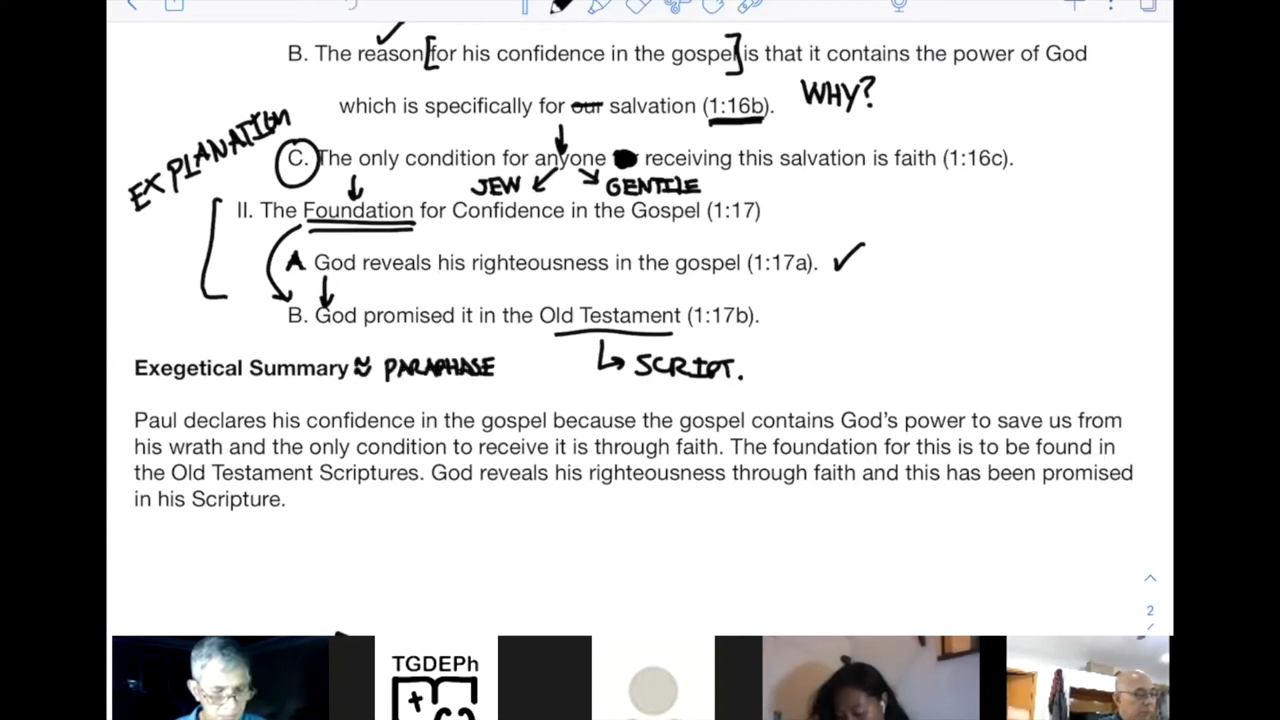 B. The reason [for his confidence in the gospel] is that it contains the power of God
which is specifically for our salvation (1:16b). WHY?
EXPLANATION
C. The only condition for anyone receiving this salvation is faith (1:16c).
JEW GENTILE
II. The Foundation for Confidence in the Gospel (1:17)
A God reveals his righteousness in the gospel (1:17a).
B. God promised it in the Old Testament (1:17b).
Exegetical Summary ≈ PARAPHASE SCRIPT.
Paul declares his confidence in the gospel because the gospel contains God's power to save us from
his wrath and the only condition to receive it is through faith. The foundation for this is to be found in
the Old Testament Scriptures. God reveals his righteousness through faith and this has been promised
in his Scripture.
2
TGDEPh